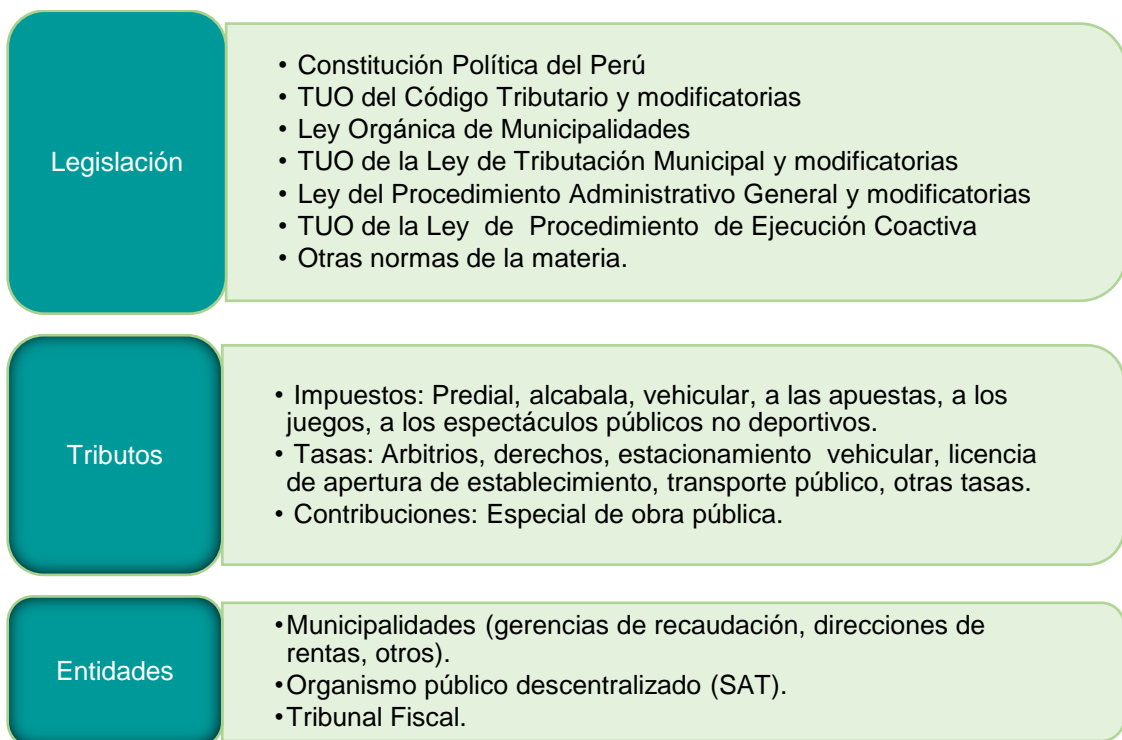 Legislación
• Constitución Política del Perú
• TUO del Código Tributario y modificatorias
• Ley Orgánica de Municipalidades
• TUO de la Ley de Tributación Municipal y modificatorias
• Ley del Procedimiento Administrativo General y modificatorias
• TUO de la Ley de Procedimiento de Ejecución Coactiva
• Otras normas de la materia.
Tributos
• Impuestos: Predial, alcabala, vehicular, a las apuestas, a los
juegos, a los espectáculos públicos no deportivos.
• Tasas: Arbitrios, derechos, estacionamiento vehicular, licencia
de apertura de establecimiento, transporte público, otras tasas.
• Contribuciones: Especial de obra pública.
Entidades
•Municipalidades (gerencias de recaudación, direcciones de
rentas, otros).
•Organismo público descentralizado (SAT).
•Tribunal Fiscal.